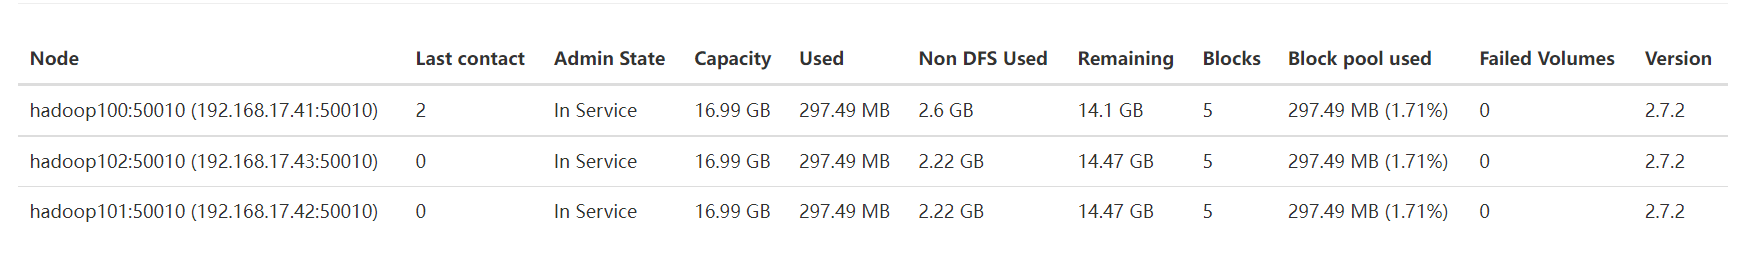 Node Last contact Admin State Capacity Used Non DFS Used Remaining Blocks Block pool used Failed Volumes Version
hadoop100:50010 (192.168.17.41:50010) 2 In Service 16.99 GB 297.49 MB 2.6 GB 14.1 GB 5 297.49 MB (1.71%) 0 2.7.2
hadoop102:50010 (192.168.17.43:50010) 0 In Service 16.99 GB 297.49 MB 2.22 GB 14.47 GB 5 297.49 MB (1.71%) 0 2.7.2
hadoop101:50010 (192.168.17.42:50010) 0 In Service 16.99 GB 297.49 MB 2.22 GB 14.47 GB 5 297.49 MB (1.71%) 0 2.7.2